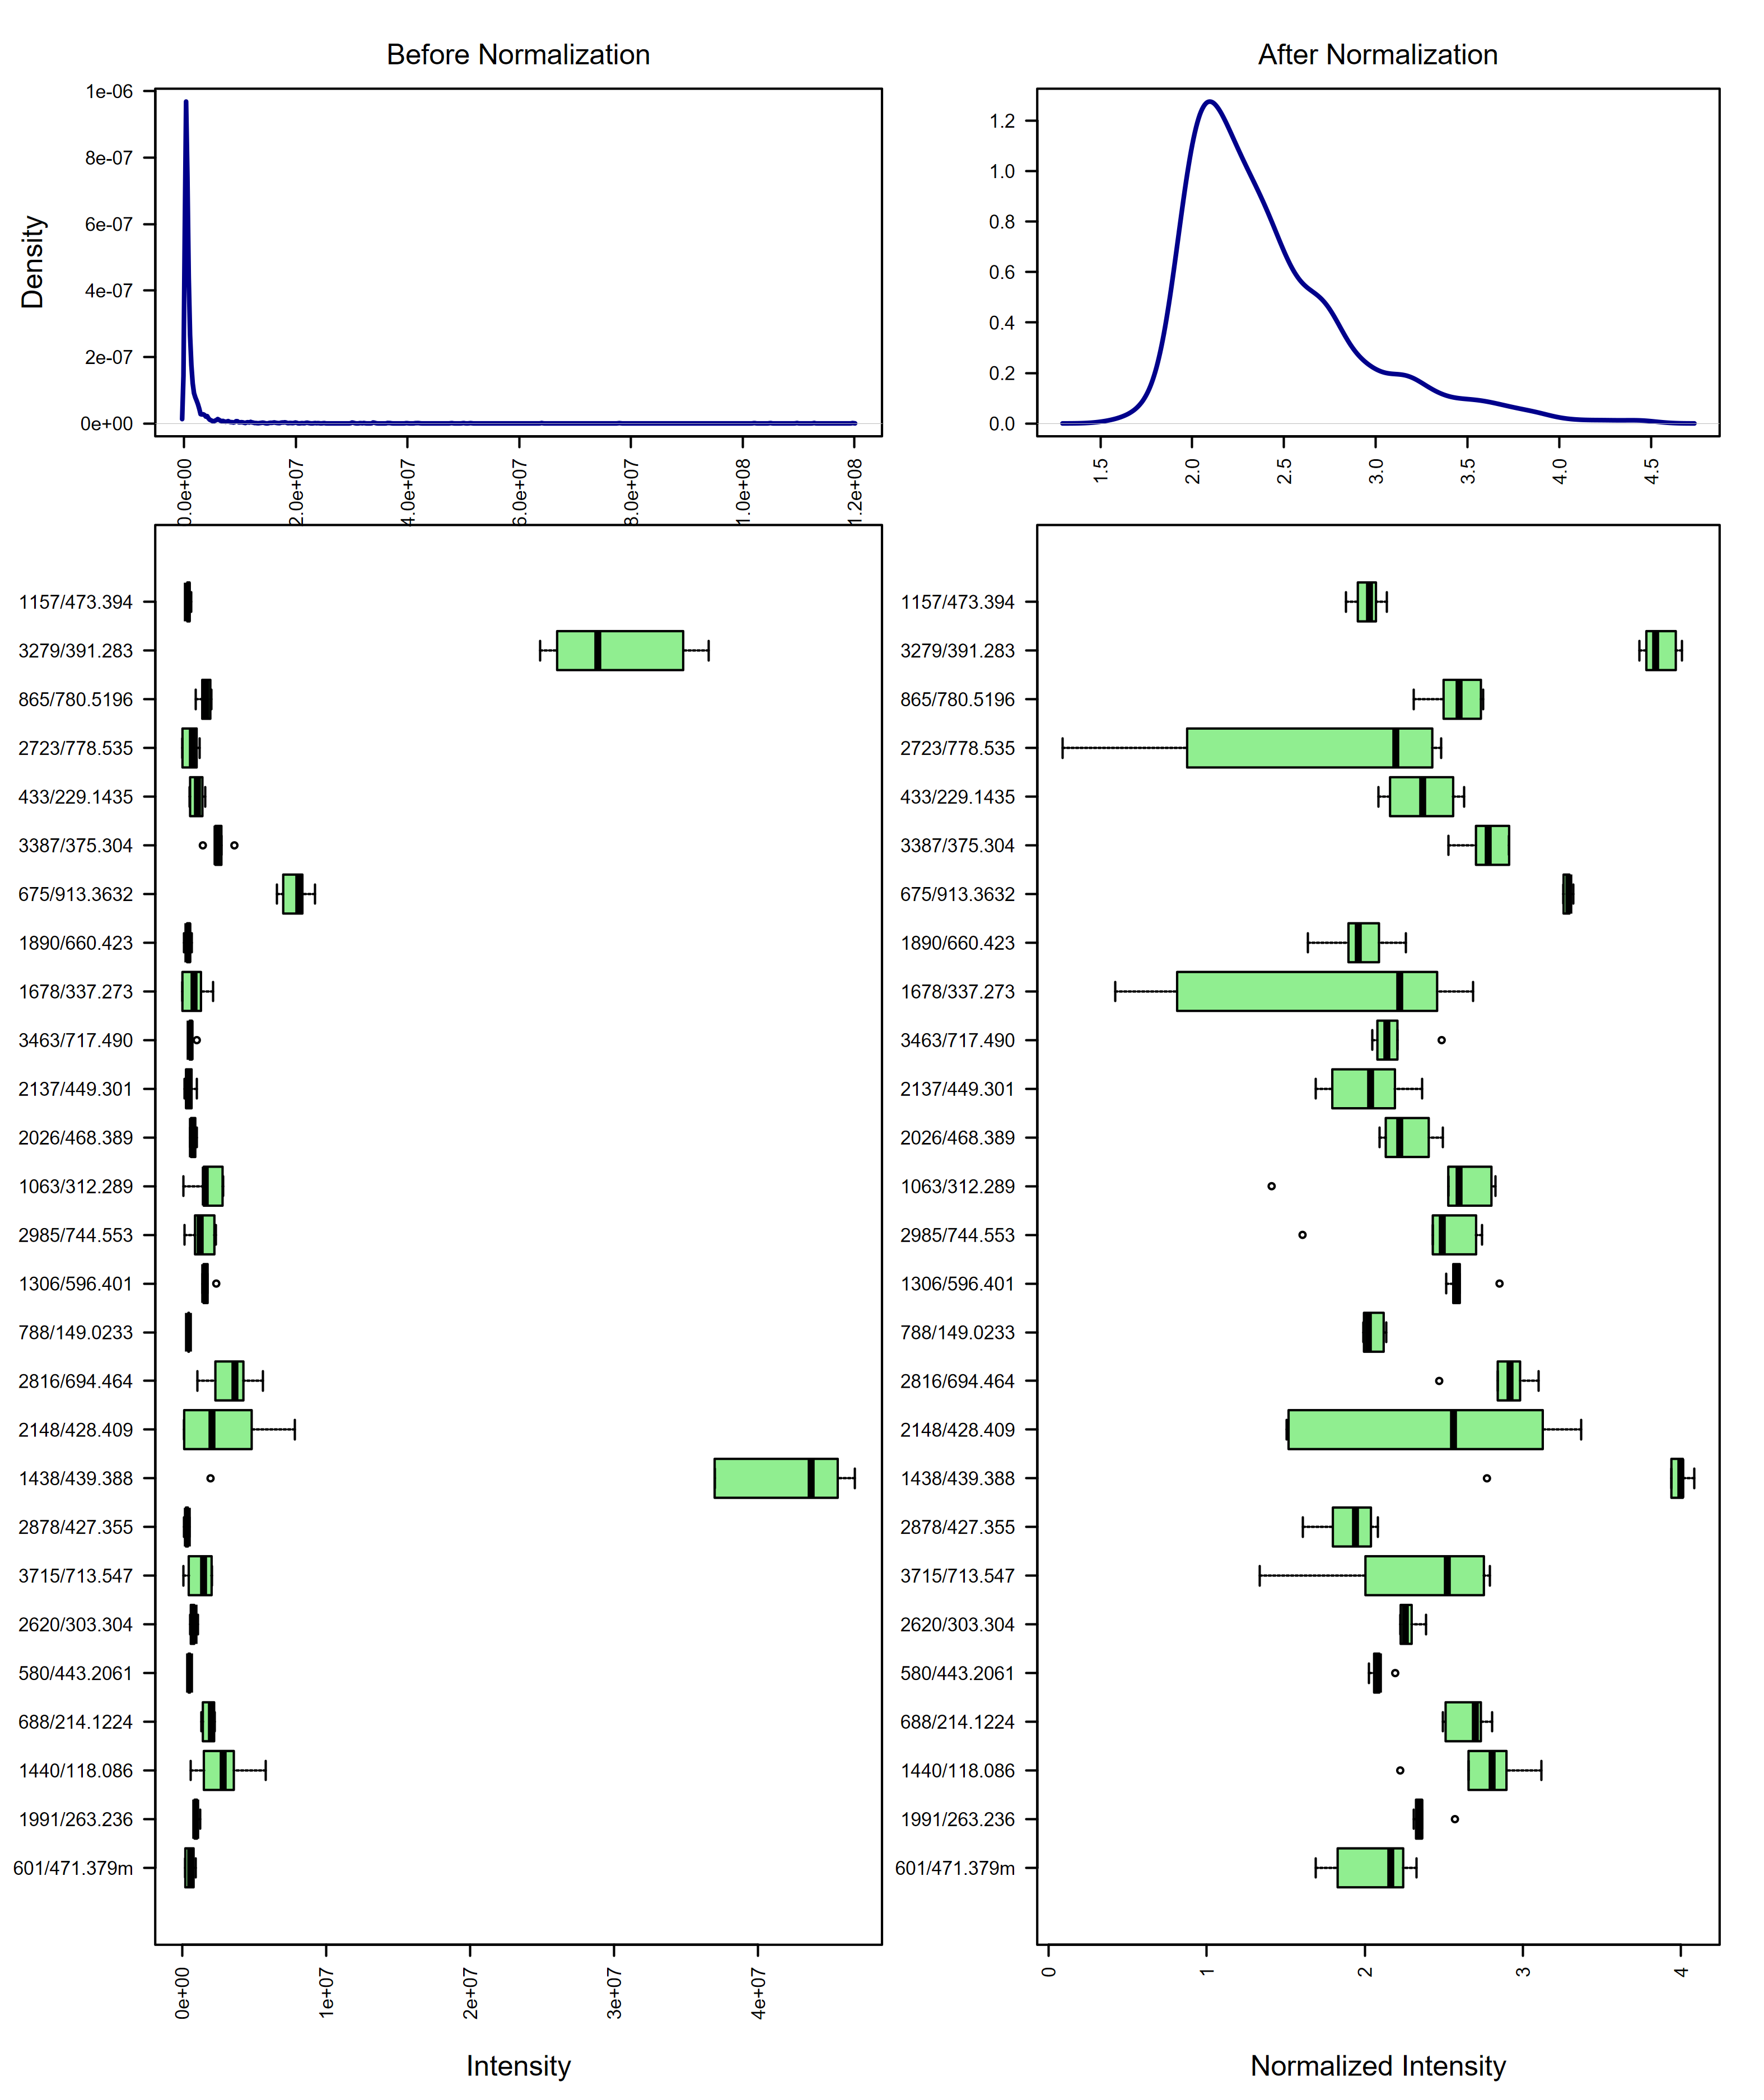 Before Normalization
After Normalization
Density
1e-06
8e-07
6e-07
4e-07
2e-07
0e+00
0.0e+00
2.0e+07
4.0e+07
6.0e+07
8.0e+07
1.0e+08
1.2e+08
1.2
1.0
0.8
0.6
0.4
0.2
0.0
1.5
2.0
2.5
3.0
3.5
4.0
4.5
1157/473.394
3279/391.283
865/780.5196
2723/778.535
433/229.1435
3387/375.304
675/913.3632
1890/660.423
1678/337.273
3463/717.490
2137/449.301
2026/468.389
1063/312.289
2985/744.553
1306/596.401
788/149.0233
2816/694.464
2148/428.409
1438/439.388
2878/427.355
3715/713.547
2620/303.304
580/443.2061
688/214.1224
1440/118.086
1991/263.236
601/471.379m
0e+00
1e+07
2e+07
3e+07
4e+07
Intensity
1157/473.394
3279/391.283
865/780.5196
2723/778.535
433/229.1435
3387/375.304
675/913.3632
1890/660.423
1678/337.273
3463/717.490
2137/449.301
2026/468.389
1063/312.289
2985/744.553
1306/596.401
788/149.0233
2816/694.464
2148/428.409
1438/439.388
2878/427.355
3715/713.547
2620/303.304
580/443.2061
688/214.1224
1440/118.086
1991/263.236
601/471.379m
0
1
2
3
4
Normalized Intensity